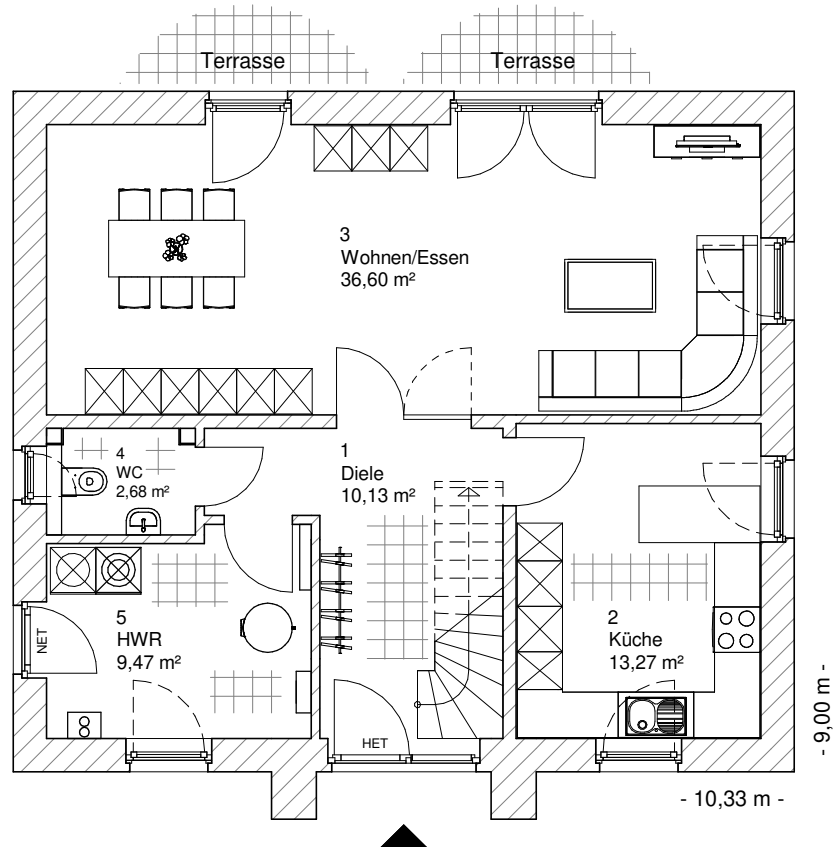 Terrasse
Terrasse
3
Wohnen/Essen
36,60 m²
4
WC
2,68 m²
1
Diele
10,13 m²
5
HWR
9,47 m²
NET
2
Küche
13,27 m²
HET
- 9,00 m -
- 10,33 m -